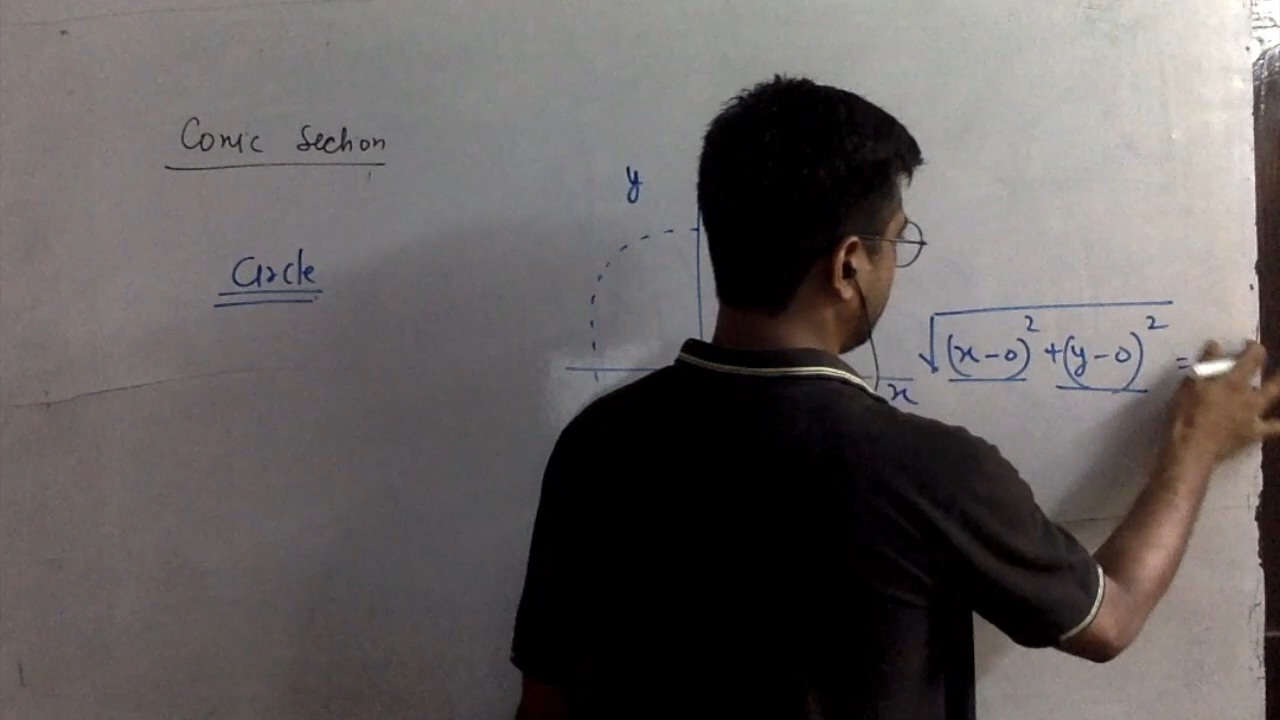 Conic Section
y
Circle
√(x-0)² + (y-0)² =
x